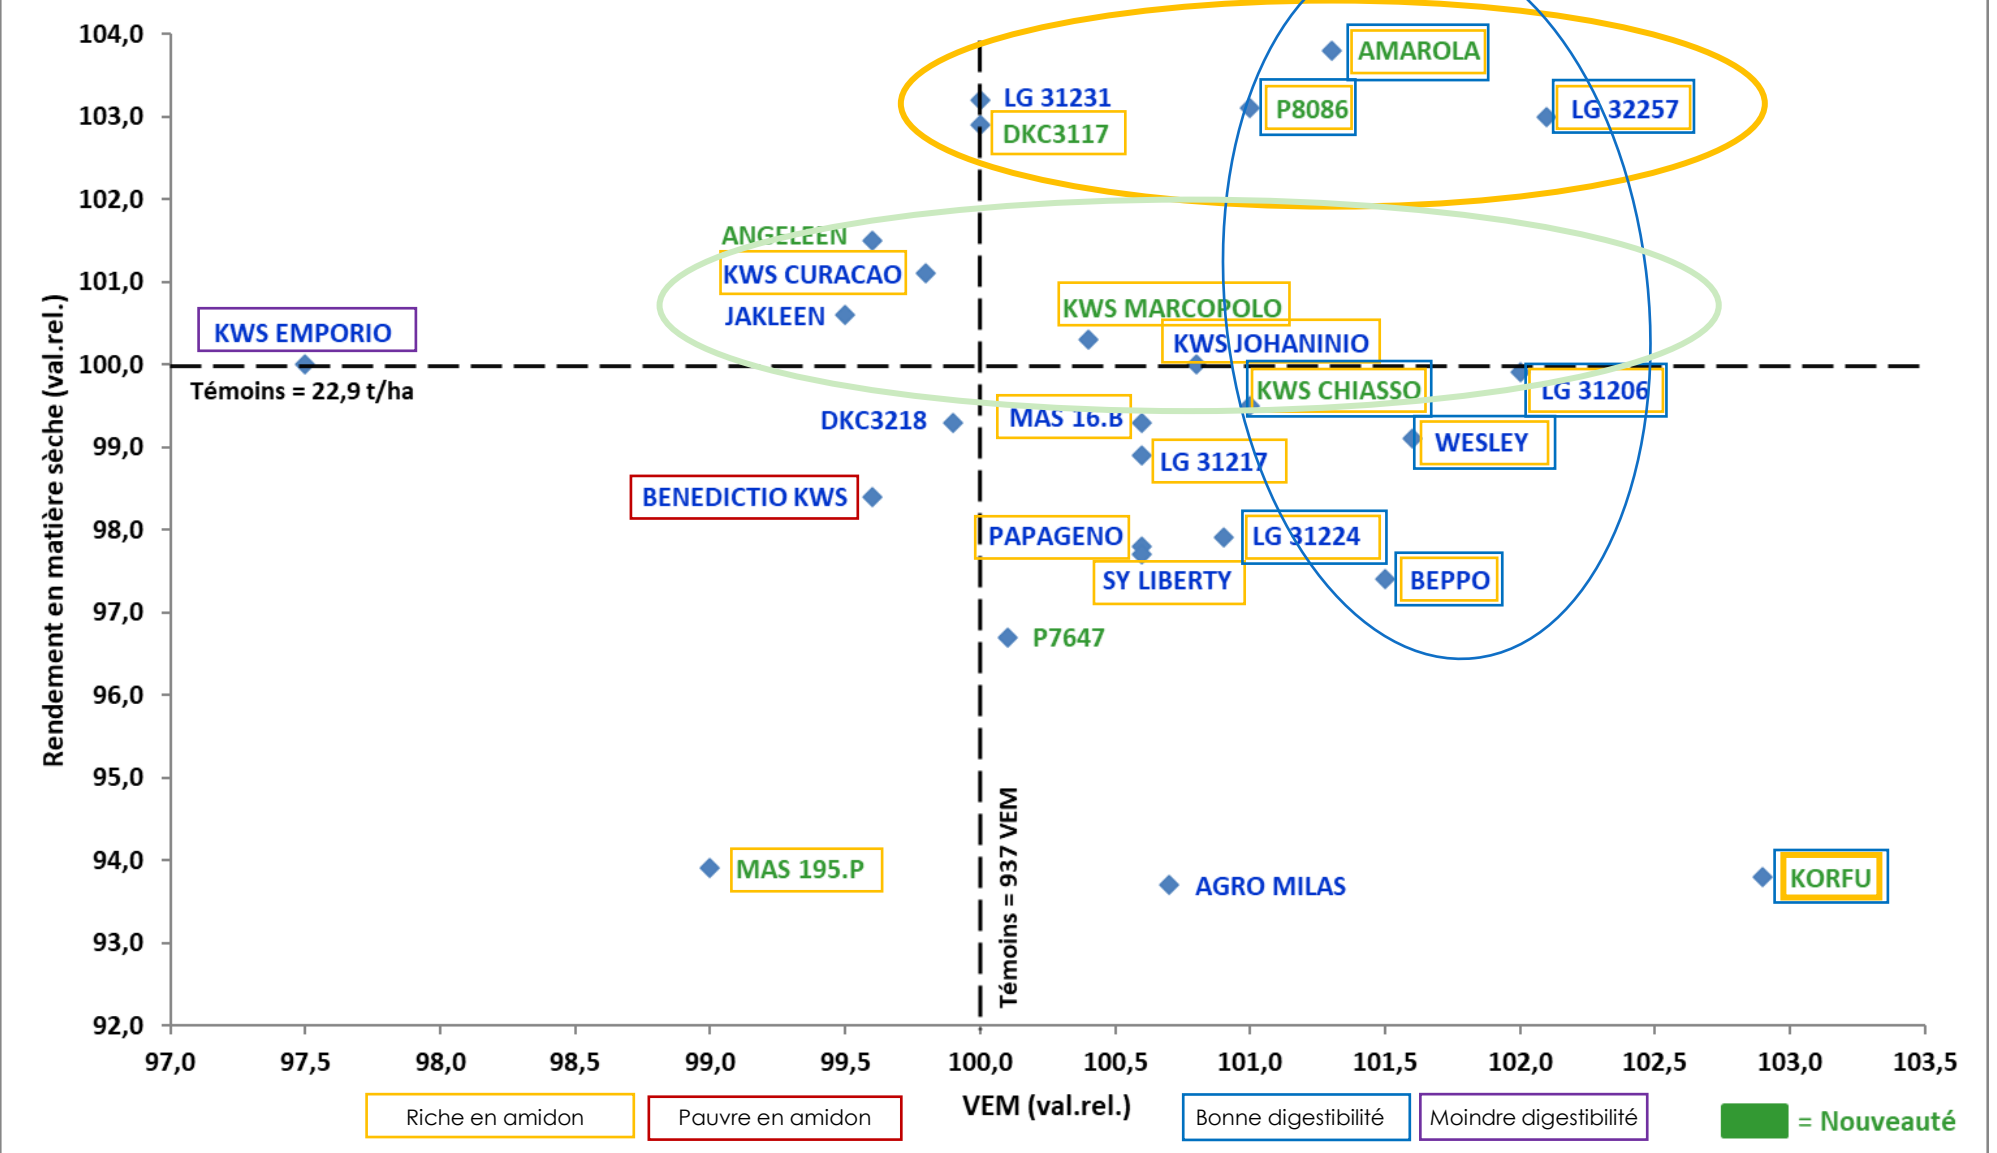 104,0
AMAROLA
LG 31231
103,0
P8086
LG 32257
DKC3117
102,0
ANGELEEN
101,0
KWS CURACAO
KWS MARCOPOLO
JAKLEEN
KWS EMPORIO
KWS JOHANINIO
100,0
Témoins = 22,9 t/ha
KWS CHIASSO
LG 31206
DKC3218
MAS 16.B
99,0
WESLEY
LG 31217
BENEDICTIO KWS
98,0
PAPAGENO
LG 31224
SY LIBERTY
BEPPO
97,0
P7647
96,0
95,0
94,0
MAS 195.P
AGRO MILAS
KORFU
93,0
92,0
Rendement en matière sèche (val.rel.)
Témoins = 937 VEM
97,0 97,5 98,0 98,5 99,0 99,5 100,0 100,5 101,0 101,5 102,0 102,5 103,0 103,5
VEM (val.rel.)
Riche en amidon
Pauvre en amidon
Bonne digestibilité
Moindre digestibilité
= Nouveauté